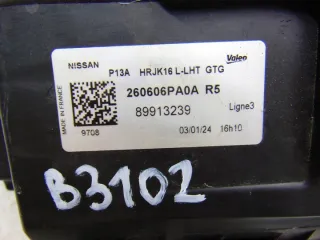 NISSAN P13A HRJK16 L-LHT GTG Valeo
MADE IN FRANCE
260606PA0A R5
89913239 Ligne3
9708 03/01/24 16h10
B3102